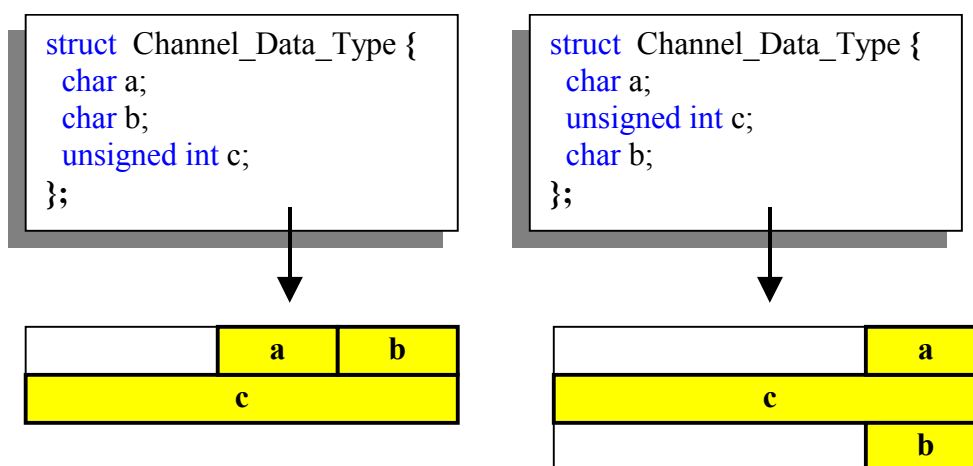 struct Channel_Data_Type {
char a;
char b;
unsigned int c;
};
struct Channel_Data_Type {
char a;
unsigned int c;
char b;
};
a b
c
a
c
b